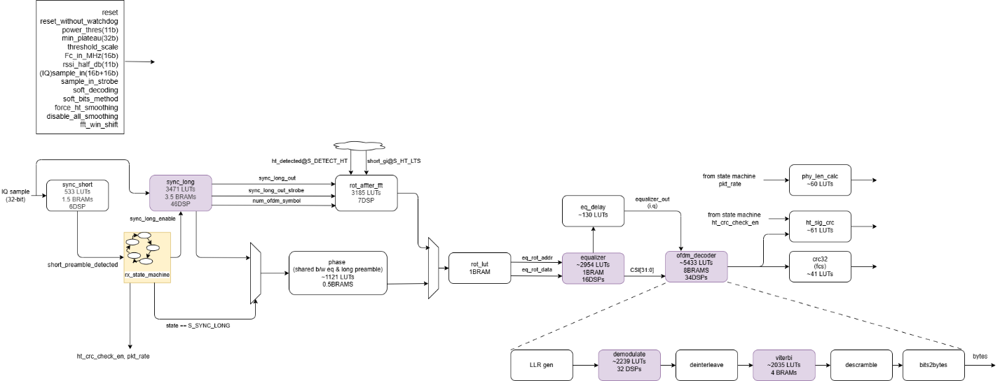 reset
reset_without_watchdog
power_thres(11b)
min_plateau(32b)
threshold_scale
Fc_in_MHz(16b)
rssi_half_db(11b)
(IQ)sample_in(16b+16b)
sample_in_strobe
soft_decoding
soft_bits_method
force_ht_smoothing
disable_all_smoothing
fft_win_shift
ht_detected@S_DETECT_HT
short_gi@S_HT_LTS
IQ sample
(32-bit)
sync_short
533 LUTs
1.5 BRAMs
6DSP
sync_long
3471 LUTs
3.5 BRAMs
46DSP
sync_long_out
sync_long_out_strobe
num_ofdm_symbol
rot_affter_fft
3185 LUTs
7DSP
sync_long_enable
short_preamble_detected
rx_state_machine
state == S_SYNC_LONG
ht_crc_check_en, pkt_rate
phase
(shared b/w eq & long preamble)
~1121 LUTs
0.5BRAMS
rot_lut
1BRAM
eq_rot_addr
eq_rot_data
eq_delay
~130 LUTs
equalizer_out
(i,q)
equalizer
~2954 LUTs
1BRAM
16DSPs
CSI[31:0]
ofdm_decoder
~5433 LUTs
8BRAMS
34DSPs
from state machine
pkt_rate
phy_len_calc
~60 LUTs
from state machine
ht_crc_check_en
ht_sig_crc
~61 LUTs
crc32
(fcs)
~41 LUTs
LLR gen
demodulate
~2239 LUTs
32 DSPs
deinterleave
viterbi
~2035 LUTs
4 BRAMs
descramble
bits2bytes
bytes